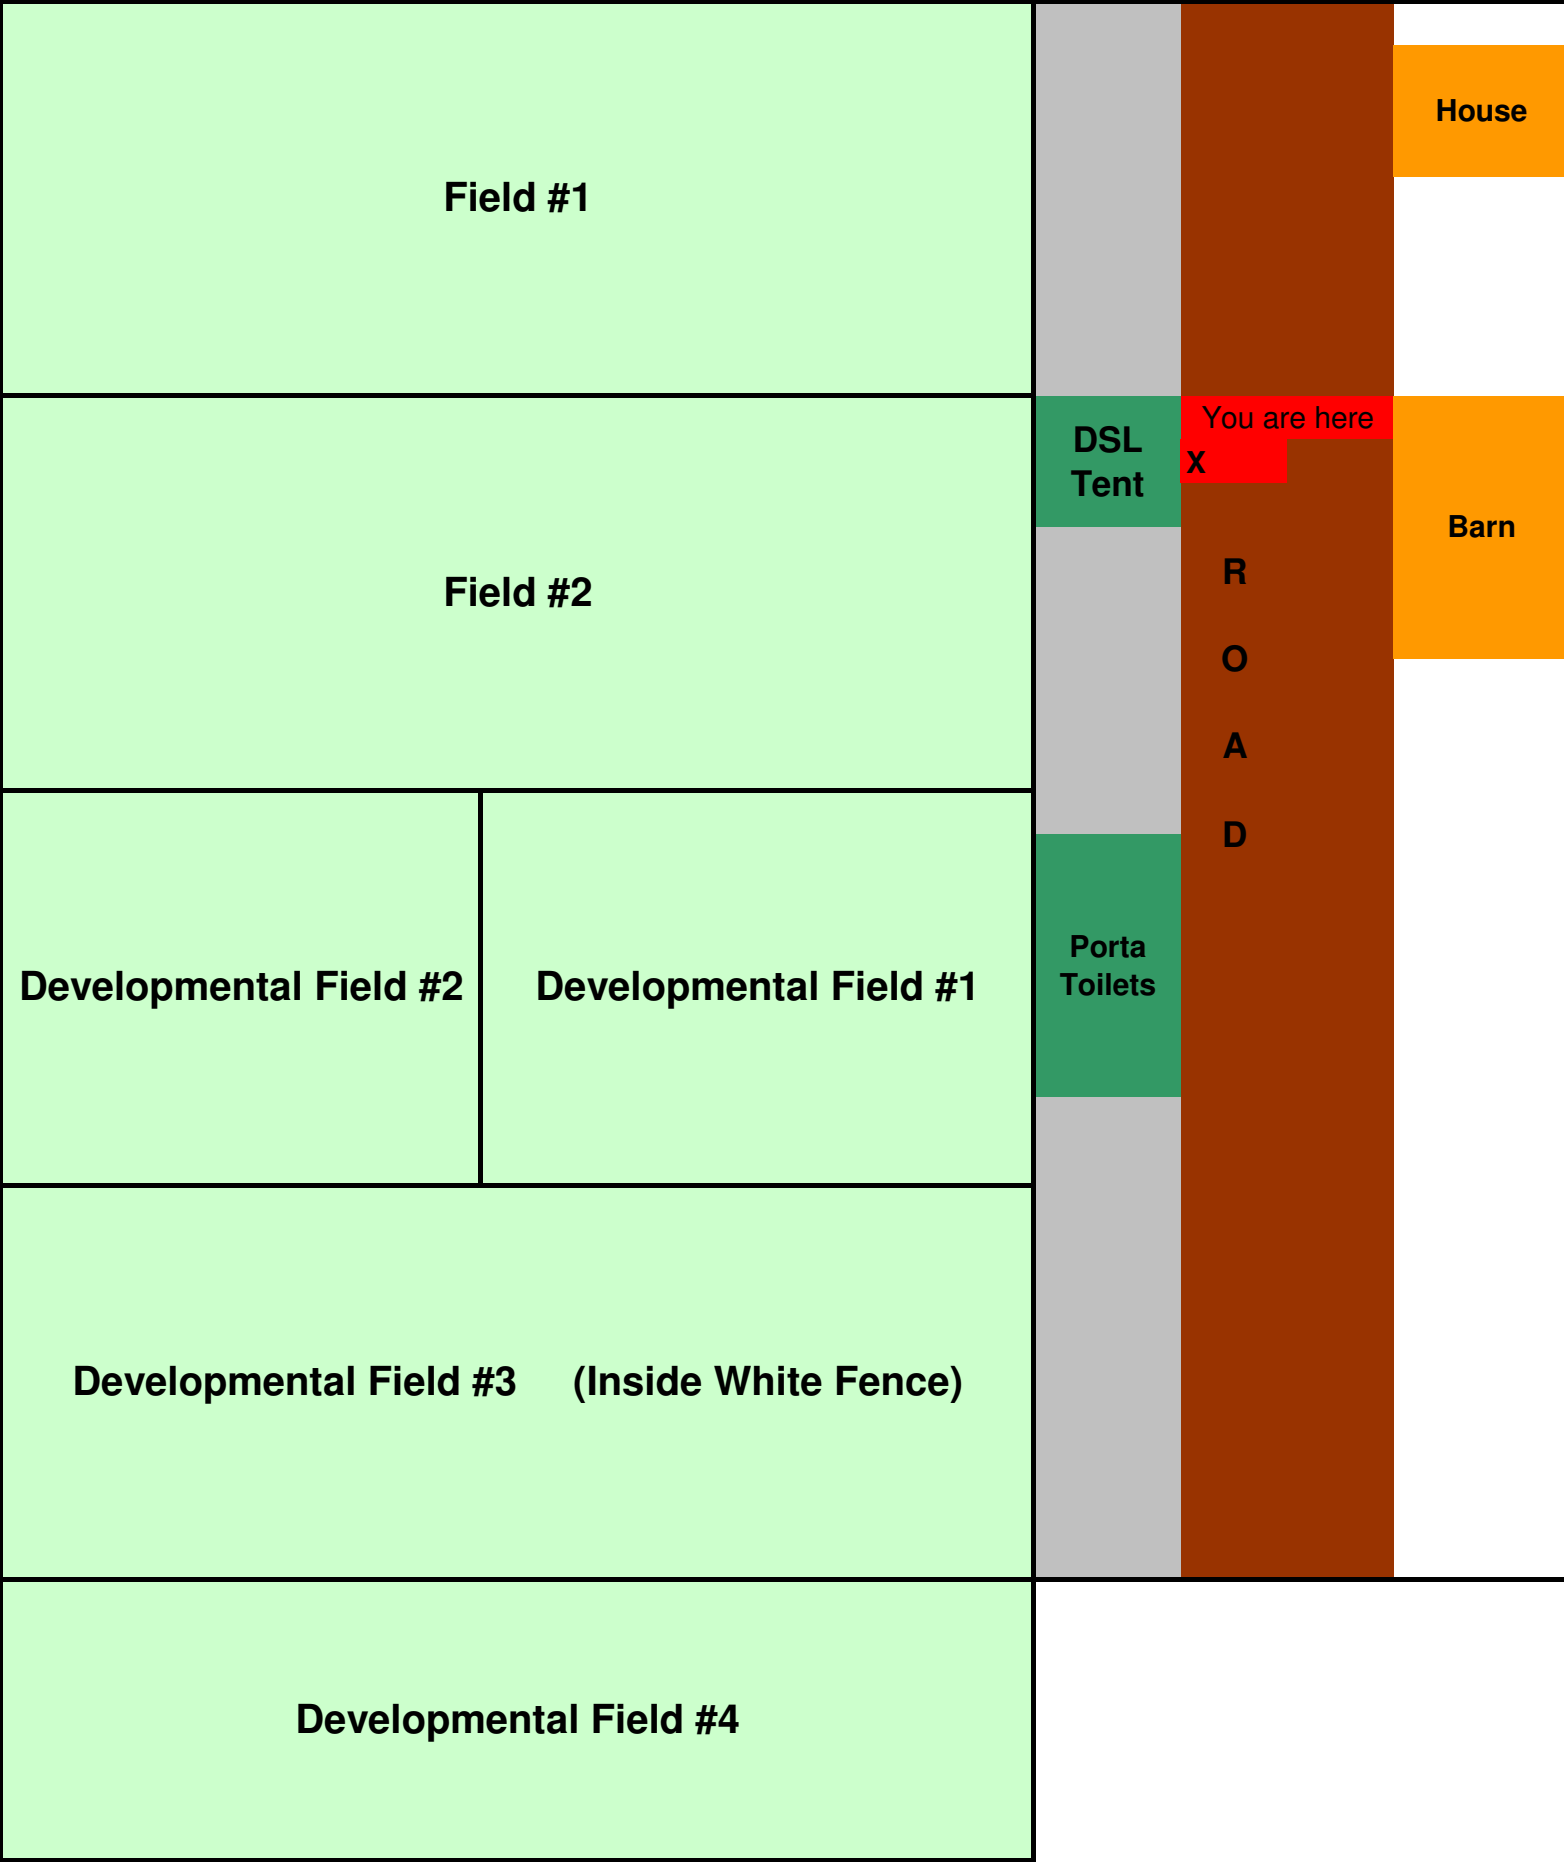 House
Field #1
You are here
DSL
Tent
X
Barn
R
O
A
D
Field #2
Porta
Toilets
Developmental Field #2
Developmental Field #1
Developmental Field #3 (Inside White Fence)
Developmental Field #4